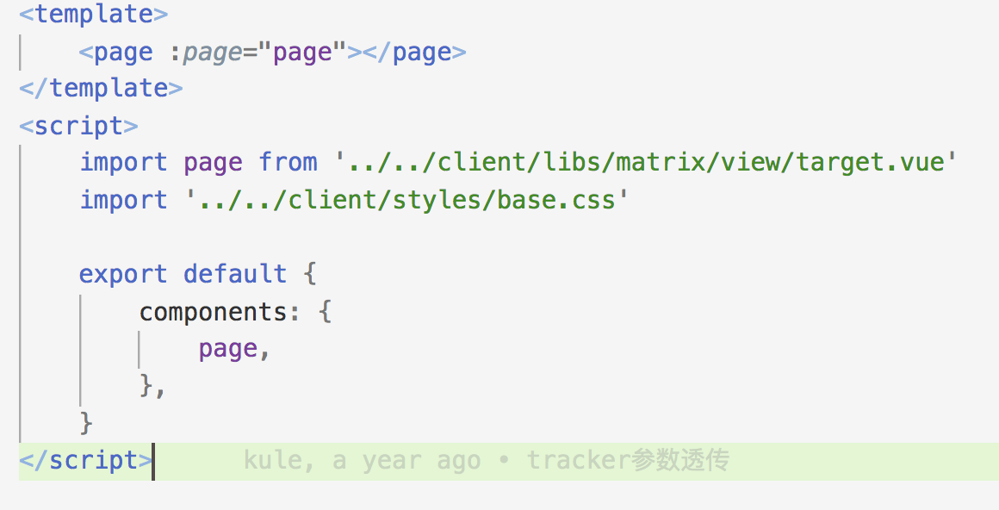 <template>
    <page :page="page"></page>
</template>
<script>
    import page from '../../client/libs/matrix/view/target.vue'
    import '../../client/styles/base.css'

    export default {
        components: {
            page,
        },
    }
</script>      kule, a year ago • tracker参数透传